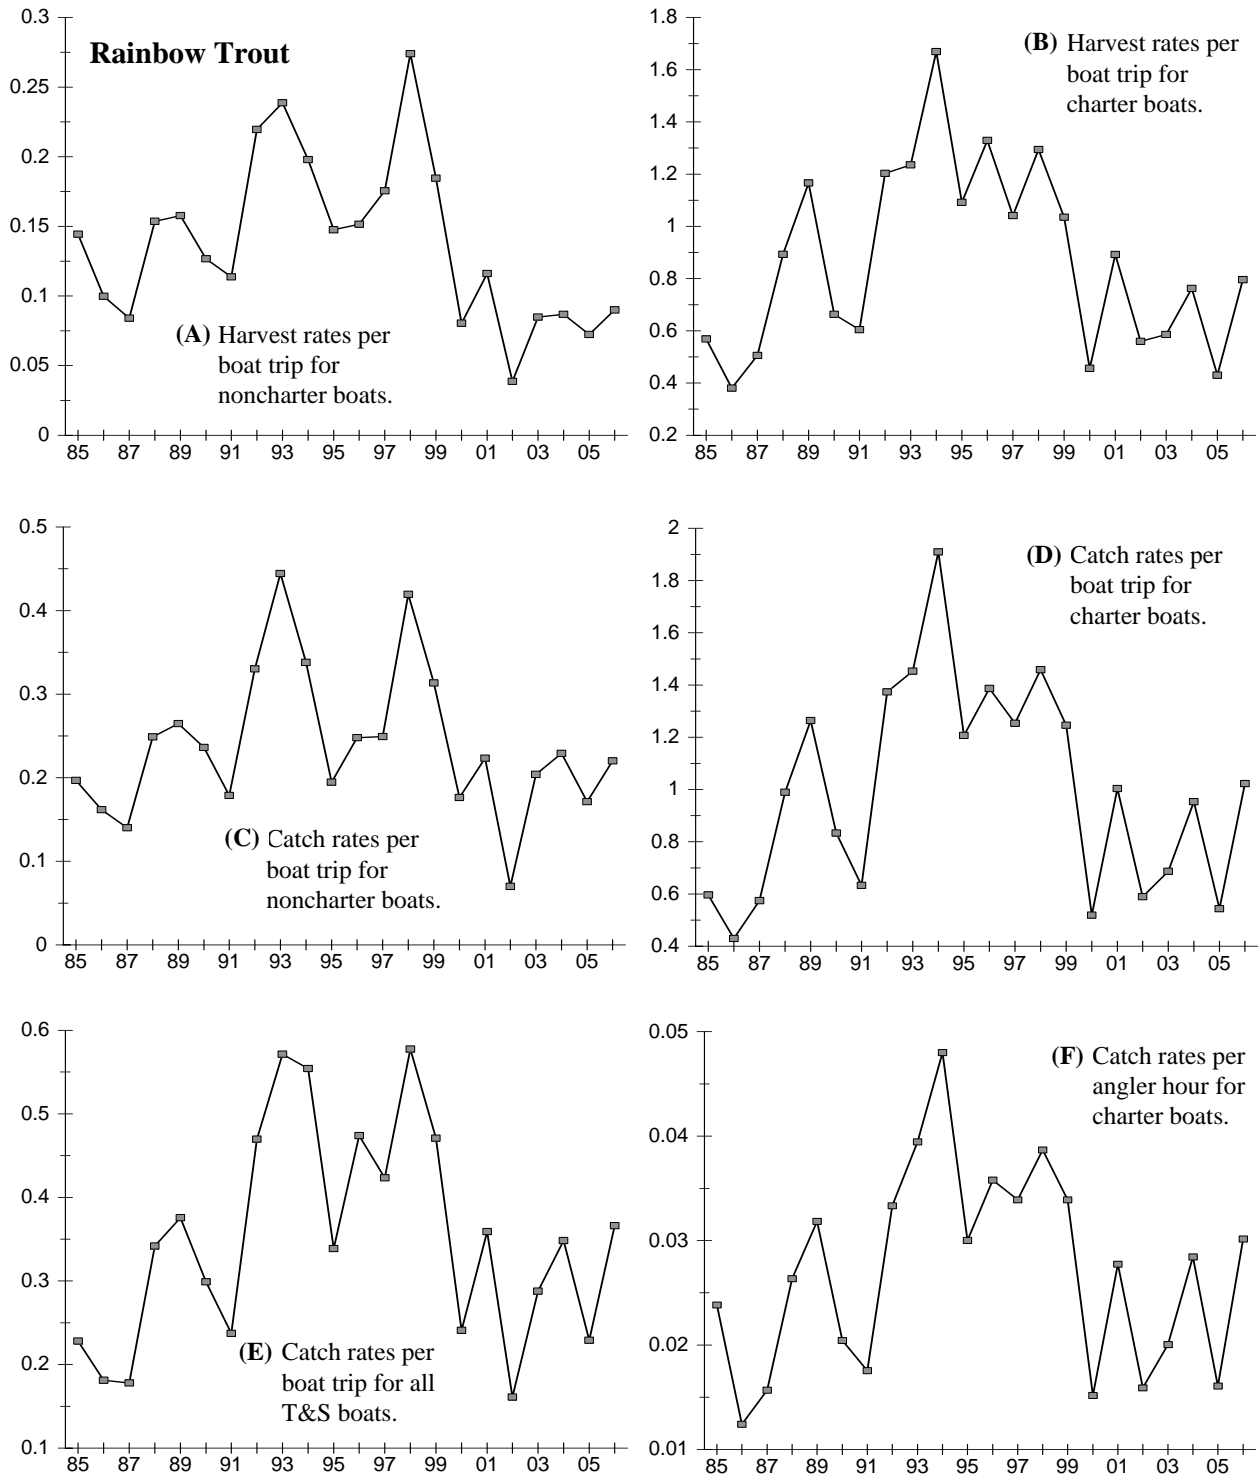 Rainbow Trout
0.3
0.25
0.2
0.15
0.1
0.05
0
(A) Harvest rates per
boat trip for
noncharter boats.
85 87 89 91 93 95 97 99 01 03 05
1.8
1.6
1.4
1.2
1
0.8
0.6
0.4
0.2
(B) Harvest rates per
boat trip for
charter boats.
85 87 89 91 93 95 97 99 01 03 05
0.5
0.4
0.3
0.2
0.1
0
(C) Catch rates per
boat trip for
noncharter boats.
85 87 89 91 93 95 97 99 01 03 05
2
1.8
1.6
1.4
1.2
1
0.8
0.6
0.4
(D) Catch rates per
boat trip for
charter boats.
85 87 89 91 93 95 97 99 01 03 05
0.6
0.5
0.4
0.3
0.2
0.1
(E) Catch rates per
boat trip for all
T&S boats.
85 87 89 91 93 95 97 99 01 03 05
0.05
0.04
0.03
0.02
0.01
(F) Catch rates per
angler hour for
charter boats.
85 87 89 91 93 95 97 99 01 03 05